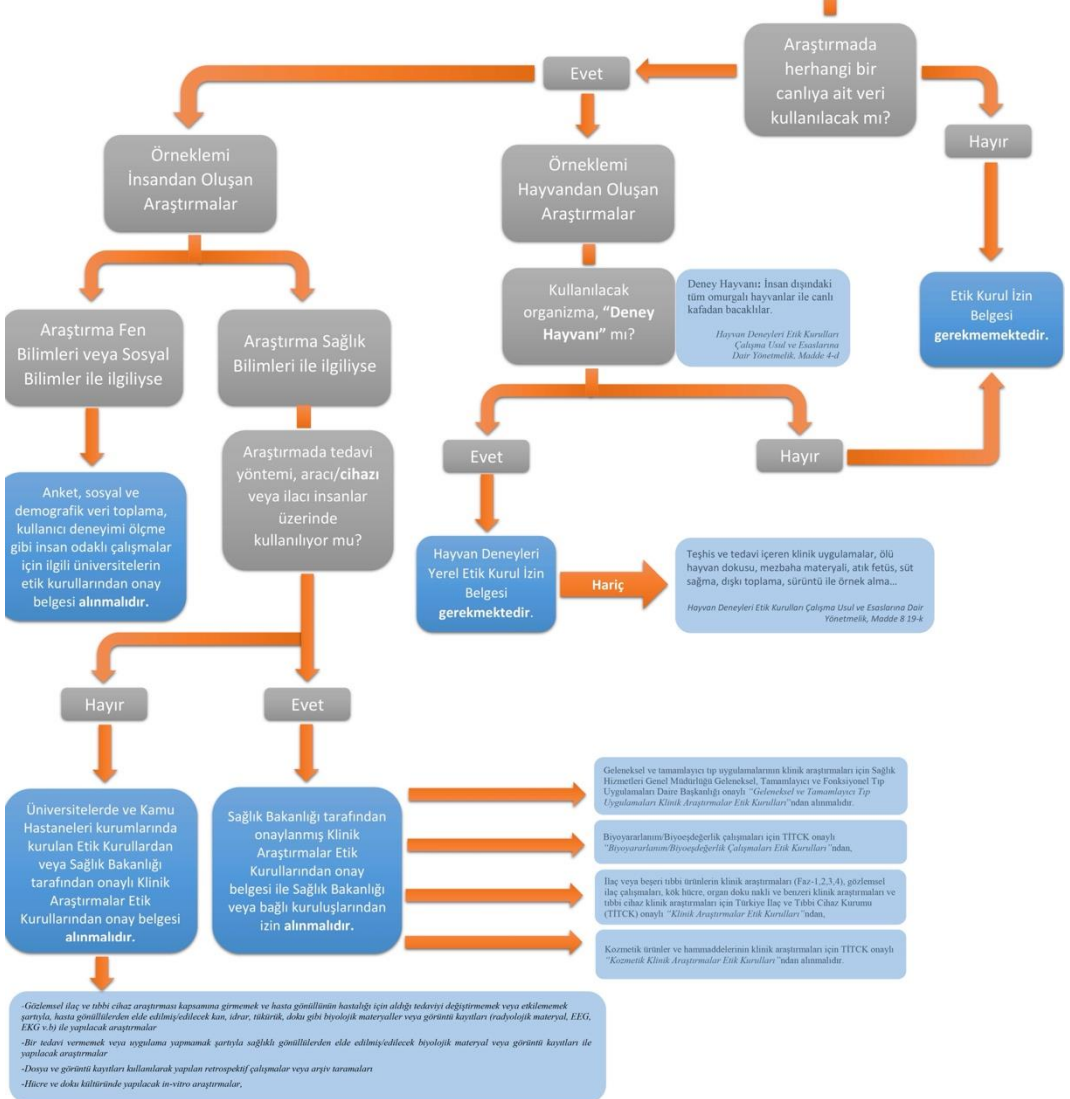 Araştırmada
herhangi bir
canlıya ait veri
kullanılacak mı?
Evet
Hayır
Örneklemi
İnsandan Oluşan
Araştırmalar
Örneklemi
Hayvandan Oluşan
Araştırmalar
Etik Kurul İzin
Belgesi
gerekmemektedir.
Kullanılacak
organizma, “Deney
Hayvanı” mı?
Deney Hayvanı: İnsan dışındaki
tüm omurgalı hayvanlar ile canlı
kafadan bacaklılar.
Hayvan Deneyleri Etik Kurulları
Çalışma Usul ve Esaslarına
Dair Yönetmelik, Madde 4-d
Araştırma Fen
Bilimleri veya Sosyal
Bilimler ile ilgiliyse
Araştırma Sağlık
Bilimleri ile ilgiliyse
Evet
Hayır
Anket, sosyal ve
demografik veri toplama,
kullanıcı deneyimi ölçme
gibi insan odaklı çalışmalar
için ilgili üniversitelerin
etik kurullarından onay
belgesi alınmalıdır.
Araştırmada tedavi
yöntemi, aracı/cihazı
veya ilacı insanlar
üzerinde
kullanılıyor mu?
Hayvan Deneyleri
Yerel Etik Kurul İzin
Belgesi
gerekmektedir.
Hariç
Teşhis ve tedavi içeren klinik uygulamalar, ölü
hayvan dokusu, mezbaha materyali, atık fetüs, süt
sağma, dışkı toplama, sürüntü ile örnek alma...
Hayvan Deneyleri Etik Kurulları Çalışma Usul ve Esaslarına Dair
Yönetmelik, Madde 8 19-k
Hayır
Evet
Üniversitelerde ve Kamu
Hastaneleri kurumlarında
kurulan Etik Kurullardan
veya Sağlık Bakanlığı
tarafından onaylı Klinik
Araştırmalar Etik
Kurullarından onay belgesi
alınmalıdır.
Sağlık Bakanlığı tarafından
onaylanmış Klinik
Araştırmalar Etik
Kurullarından onay
belgesi ile Sağlık Bakanlığı
veya bağlı kuruluşlarından
izin alınmalıdır.
Geleneksel ve tamamlayıcı tıp uygulamalarının klinik araştırmaları için Sağlık
Hizmetleri Genel Müdürlüğü Geleneksel, Tamamlayıcı ve Fonksiyonel Tıp
Uygulamaları Daire Başkanlığı onaylı “Geleneksel ve Tamamlayıcı Tıp
Uygulamaları Klinik Araştırmalar Etik Kurulları”ndan alınmalıdır.
Biyoyararlanım/Biyoeşdeğerlik çalışmaları için TİTCK onaylı
“Biyoyararlanım/Biyoeşdeğerlik Çalışmaları Etik Kurulları”ndan,
İlaç veya beşeri tıbbi ürünlerin klinik araştırmaları (Faz-1,2,3,4), gözlemsel
ilaç çalışmaları, kök hücre, organ doku nakli ve benzeri klinik araştırmaları ve
tıbbi cihaz klinik araştırmaları için Türkiye İlaç ve Tıbbi Cihaz Kurumu
(TİTCK) onaylı “Klinik Araştırmalar Etik Kurulları”ndan,
Kozmetik ürünler ve hammaddelerinin klinik araştırmaları için TİTCK onaylı
“Kozmetik Klinik Araştırmalar Etik Kurulları”ndan alınmalıdır.
-Gözlemsel ilaç ve tıbbi cihaz araştırması kapsamına girmemek ve hasta gönüllünün hastalığı için aldığı tedaviyi değiştirmemek veya etkilememek
şartıyla, hasta gönüllülerden elde edilmiş/edilecek kan, idrar, tükürük, doku gibi biyolojik materyaller veya görüntü kayıtları (radyolojik materyal, EEG,
EKG v.b) ile yapılacak araştırmalar
-Bir tedavi vermemek veya uygulama yapmamak şartıyla sağlıklı gönüllülerden elde edilmiş/edilecek biyolojik materyal veya görüntü kayıtları ile
yapılacak araştırmalar
-Dosya ve görüntü kayıtları kullanılarak yapılan retrospektif çalışmalar veya arşiv taramaları
-Hücre ve doku kültüründe yapılacak in-vitro araştırmalar,